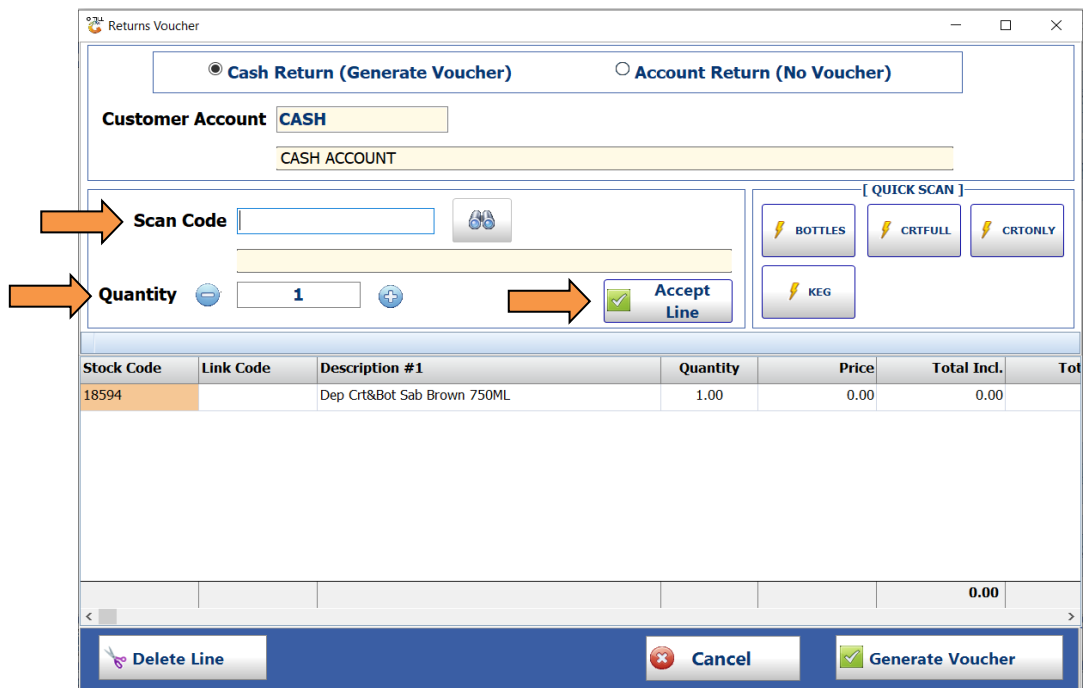 Returns Voucher
Cash Return (Generate Voucher) Account Return (No Voucher)
Customer Account CASH
CASH ACCOUNT
[ QUICK SCAN ]
Scan Code
BOTTLES CRTFULL CRTONLY
Quantity 1
Accept
Line
KEG
Stock Code Link Code Description #1 Quantity Price Total Incl. Tot
18594 Dep Crt&Bot Sab Brown 750ML 1.00 0.00 0.00
0.00
Delete Line Cancel Generate Voucher